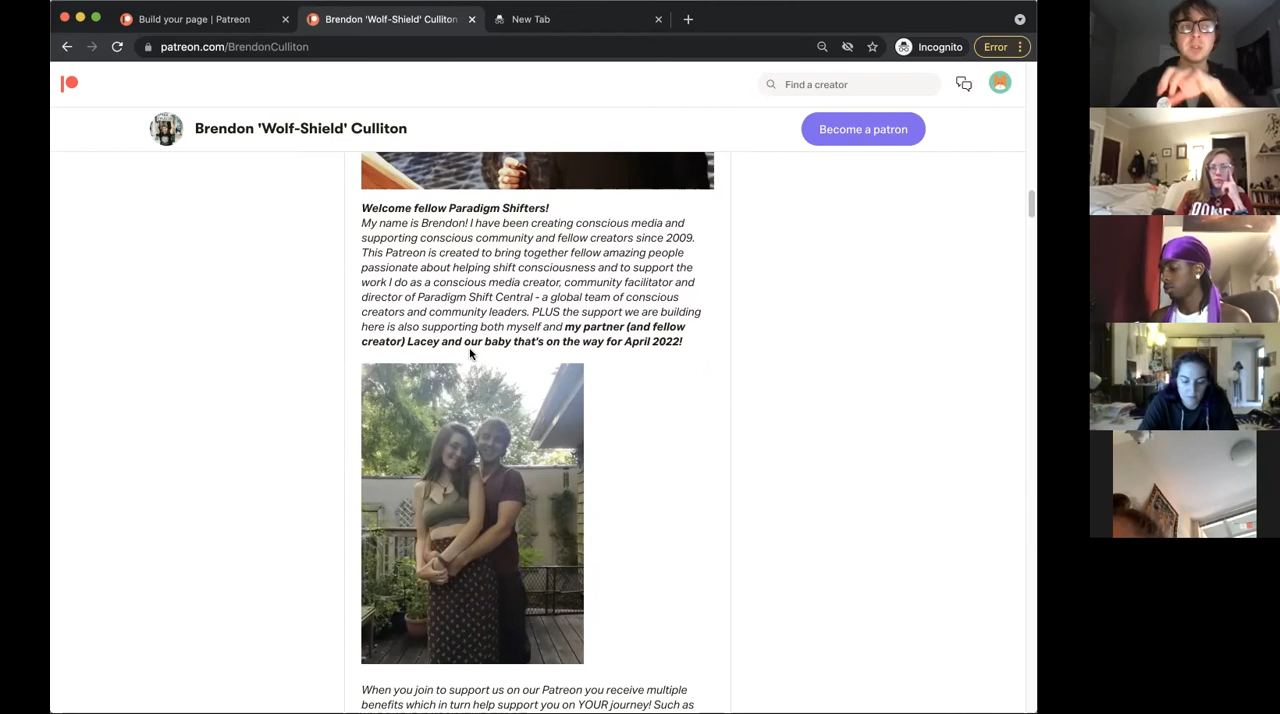 Build your page | Patreon
Brendon 'Wolf-Shield' Culliton
New Tab
patreon.com/BrendonCulliton
Incognito
Error
Find a creator
Brendon 'Wolf-Shield' Culliton
Become a patron
Welcome fellow Paradigm Shifters!
My name is Brendon! I have been creating conscious media and
supporting conscious community and fellow creators since 2009.
This Patreon is created to bring together fellow amazing people
passionate about helping shift consciousness and to support the
work I do as a conscious media creator, community facilitator and
director of Paradigm Shift Central - a global team of conscious
creators and community leaders. PLUS the support we are building
here is also supporting both myself and my partner (and fellow
creator) Lacey and our baby that's on the way for April 2022!
When you join to support us on our Patreon you receive multiple
benefits which in turn help support you on YOUR journey! Such as